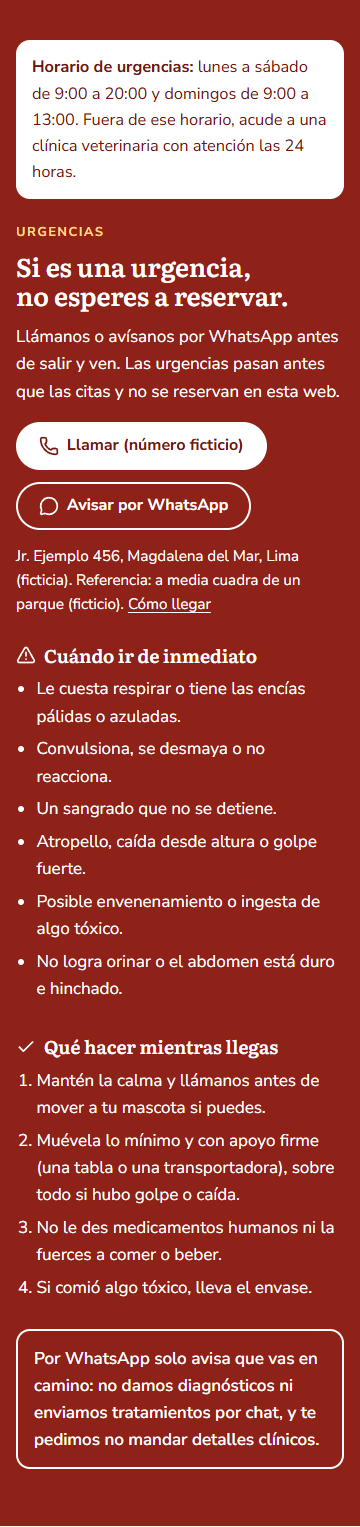 Horario de urgencias: lunes a sábado
de 9:00 a 20:00 y domingos de 9:00 a
13:00. Fuera de ese horario, acude a una
clínica veterinaria con atención las 24
horas.
URGENCIAS
Si es una urgencia,
no esperes a reservar.
Llámanos o avísanos por WhatsApp antes
de salir y ven. Las urgencias pasan antes
que las citas y no se reservan en esta web.
Llamar (número ficticio)
Avisar por WhatsApp
Jr. Ejemplo 456, Magdalena del Mar, Lima
(ficticia). Referencia: a media cuadra de un
parque (ficticio). Cómo llegar
Cuándo ir de inmediato
• Le cuesta respirar o tiene las encías
pálidas o azuladas.
• Convulsiona, se desmaya o no
reacciona.
• Un sangrado que no se detiene.
• Atropello, caída desde altura o golpe
fuerte.
• Posible envenenamiento o ingesta de
algo tóxico.
• No logra orinar o el abdomen está duro
e hinchado.
Qué hacer mientras llegas
1. Mantén la calma y llámanos antes de
mover a tu mascota si puedes.
2. Muévela lo mínimo y con apoyo firme
(una tabla o una transportadora), sobre
todo si hubo golpe o caída.
3. No le des medicamentos humanos ni la
fuerces a comer o beber.
4. Si comió algo tóxico, lleva el envase.
Por WhatsApp solo avisa que vas en
camino: no damos diagnósticos ni
enviamos tratamientos por chat, y te
pedimos no mandar detalles clínicos.